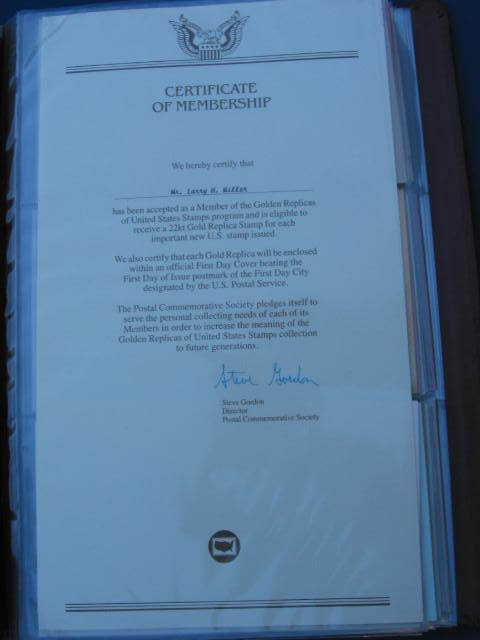 CERTIFICATE
OF MEMBERSHIP
We hereby certify that
Mr. Larry H. Miller
has been accepted as a Member of the Golden Replicas
of United States Stamps program and is eligible to
receive a 22kt Gold Replica Stamp for each
important new U.S. stamp issued.
We also certify that each Gold Replica will be enclosed
within an official First Day Cover bearing the
First Day of Issue postmark of the First Day City
designated by the U.S. Postal Service.
The Postal Commemorative Society pledges itself to
serve the personal collecting needs of each of its
Members in order to increase the meaning of the
Golden Replicas of United States Stamps collection
to future generations.
Steve Gordon
Steve Gordon
Director
Postal Commemorative Society